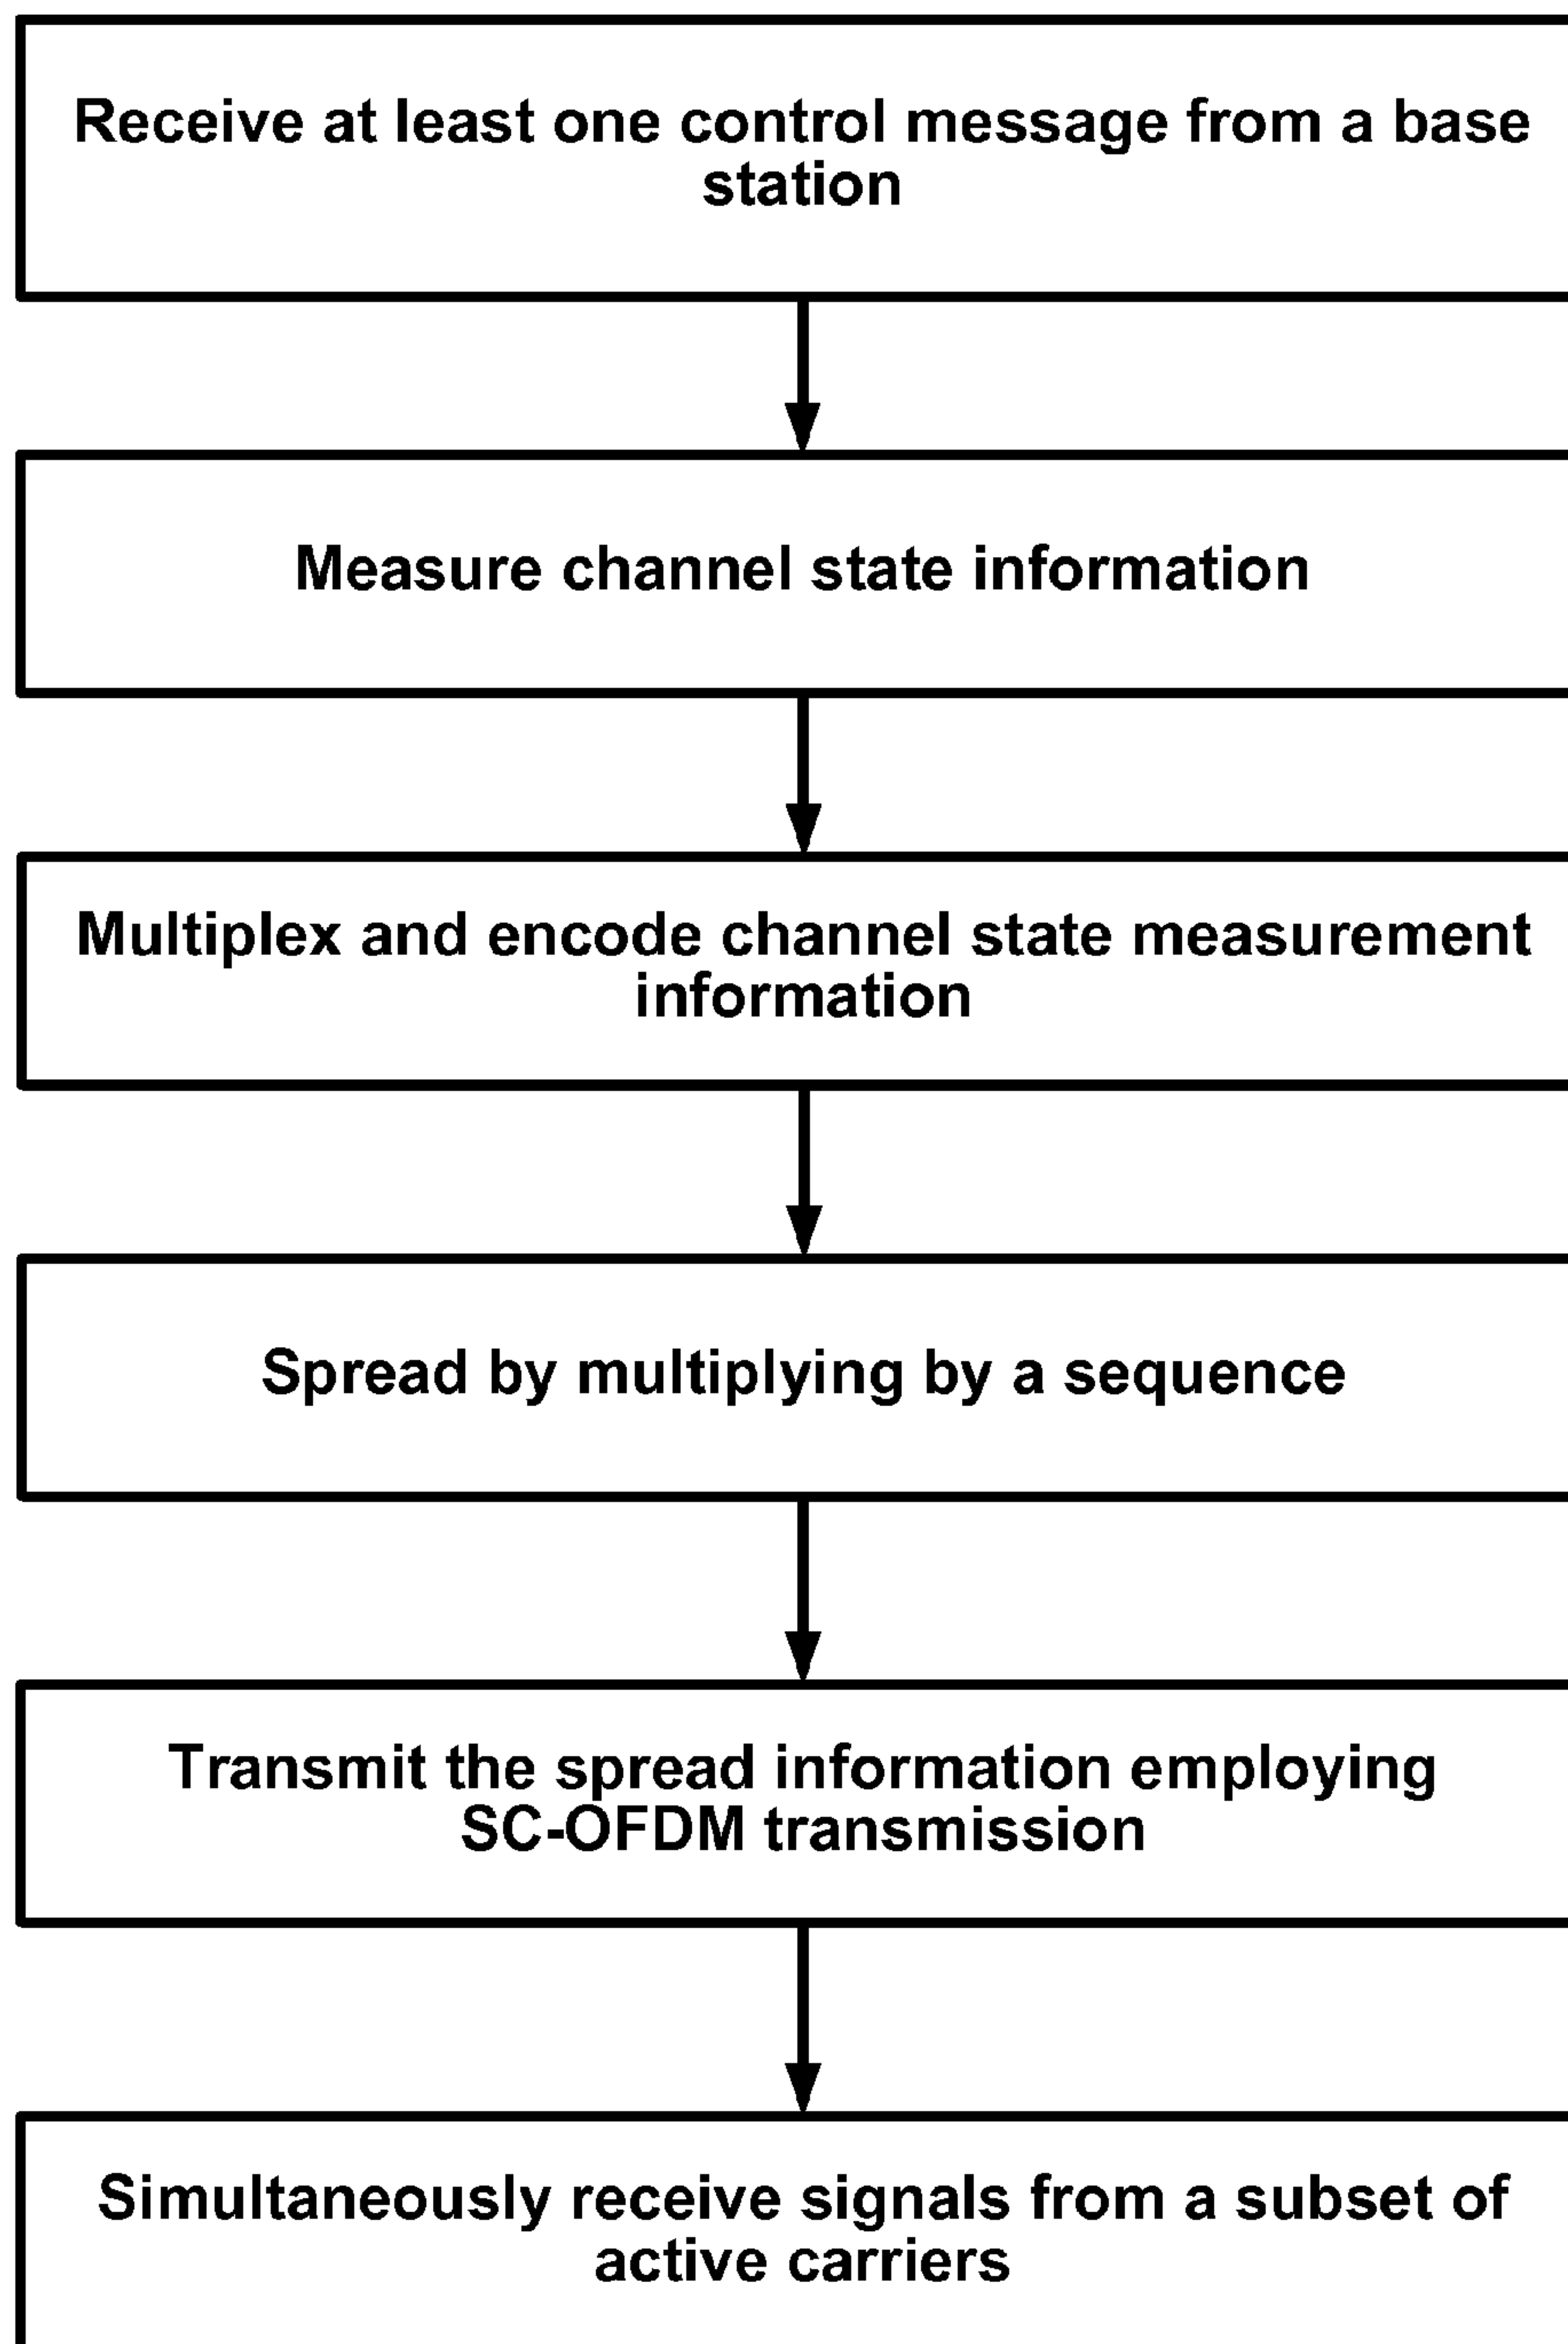 Receive at least one control message from a base
station
Measure channel state information
Multiplex and encode channel state measurement
information
Spread by multiplying by a sequence
Transmit the spread information employing
SC-OFDM transmission
Simultaneously receive signals from a subset of
active carriers